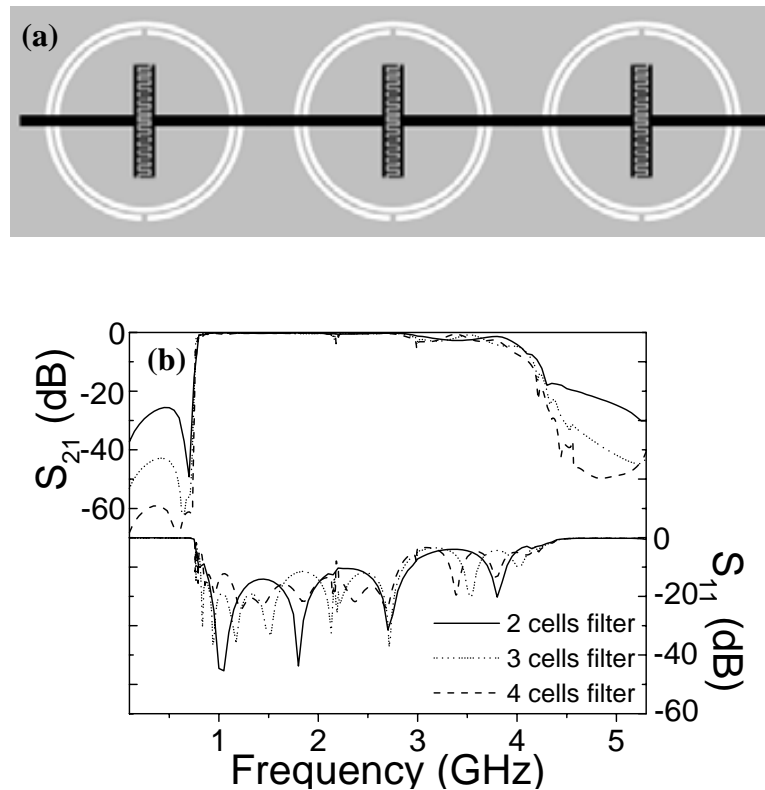 (a)
(b)
0
-20
-40
-60
S21 (dB)
0
-20
-40
-60
S11 (dB)
2 cells filter
3 cells filter
4 cells filter
1 2 3 4 5
Frequency (GHz)